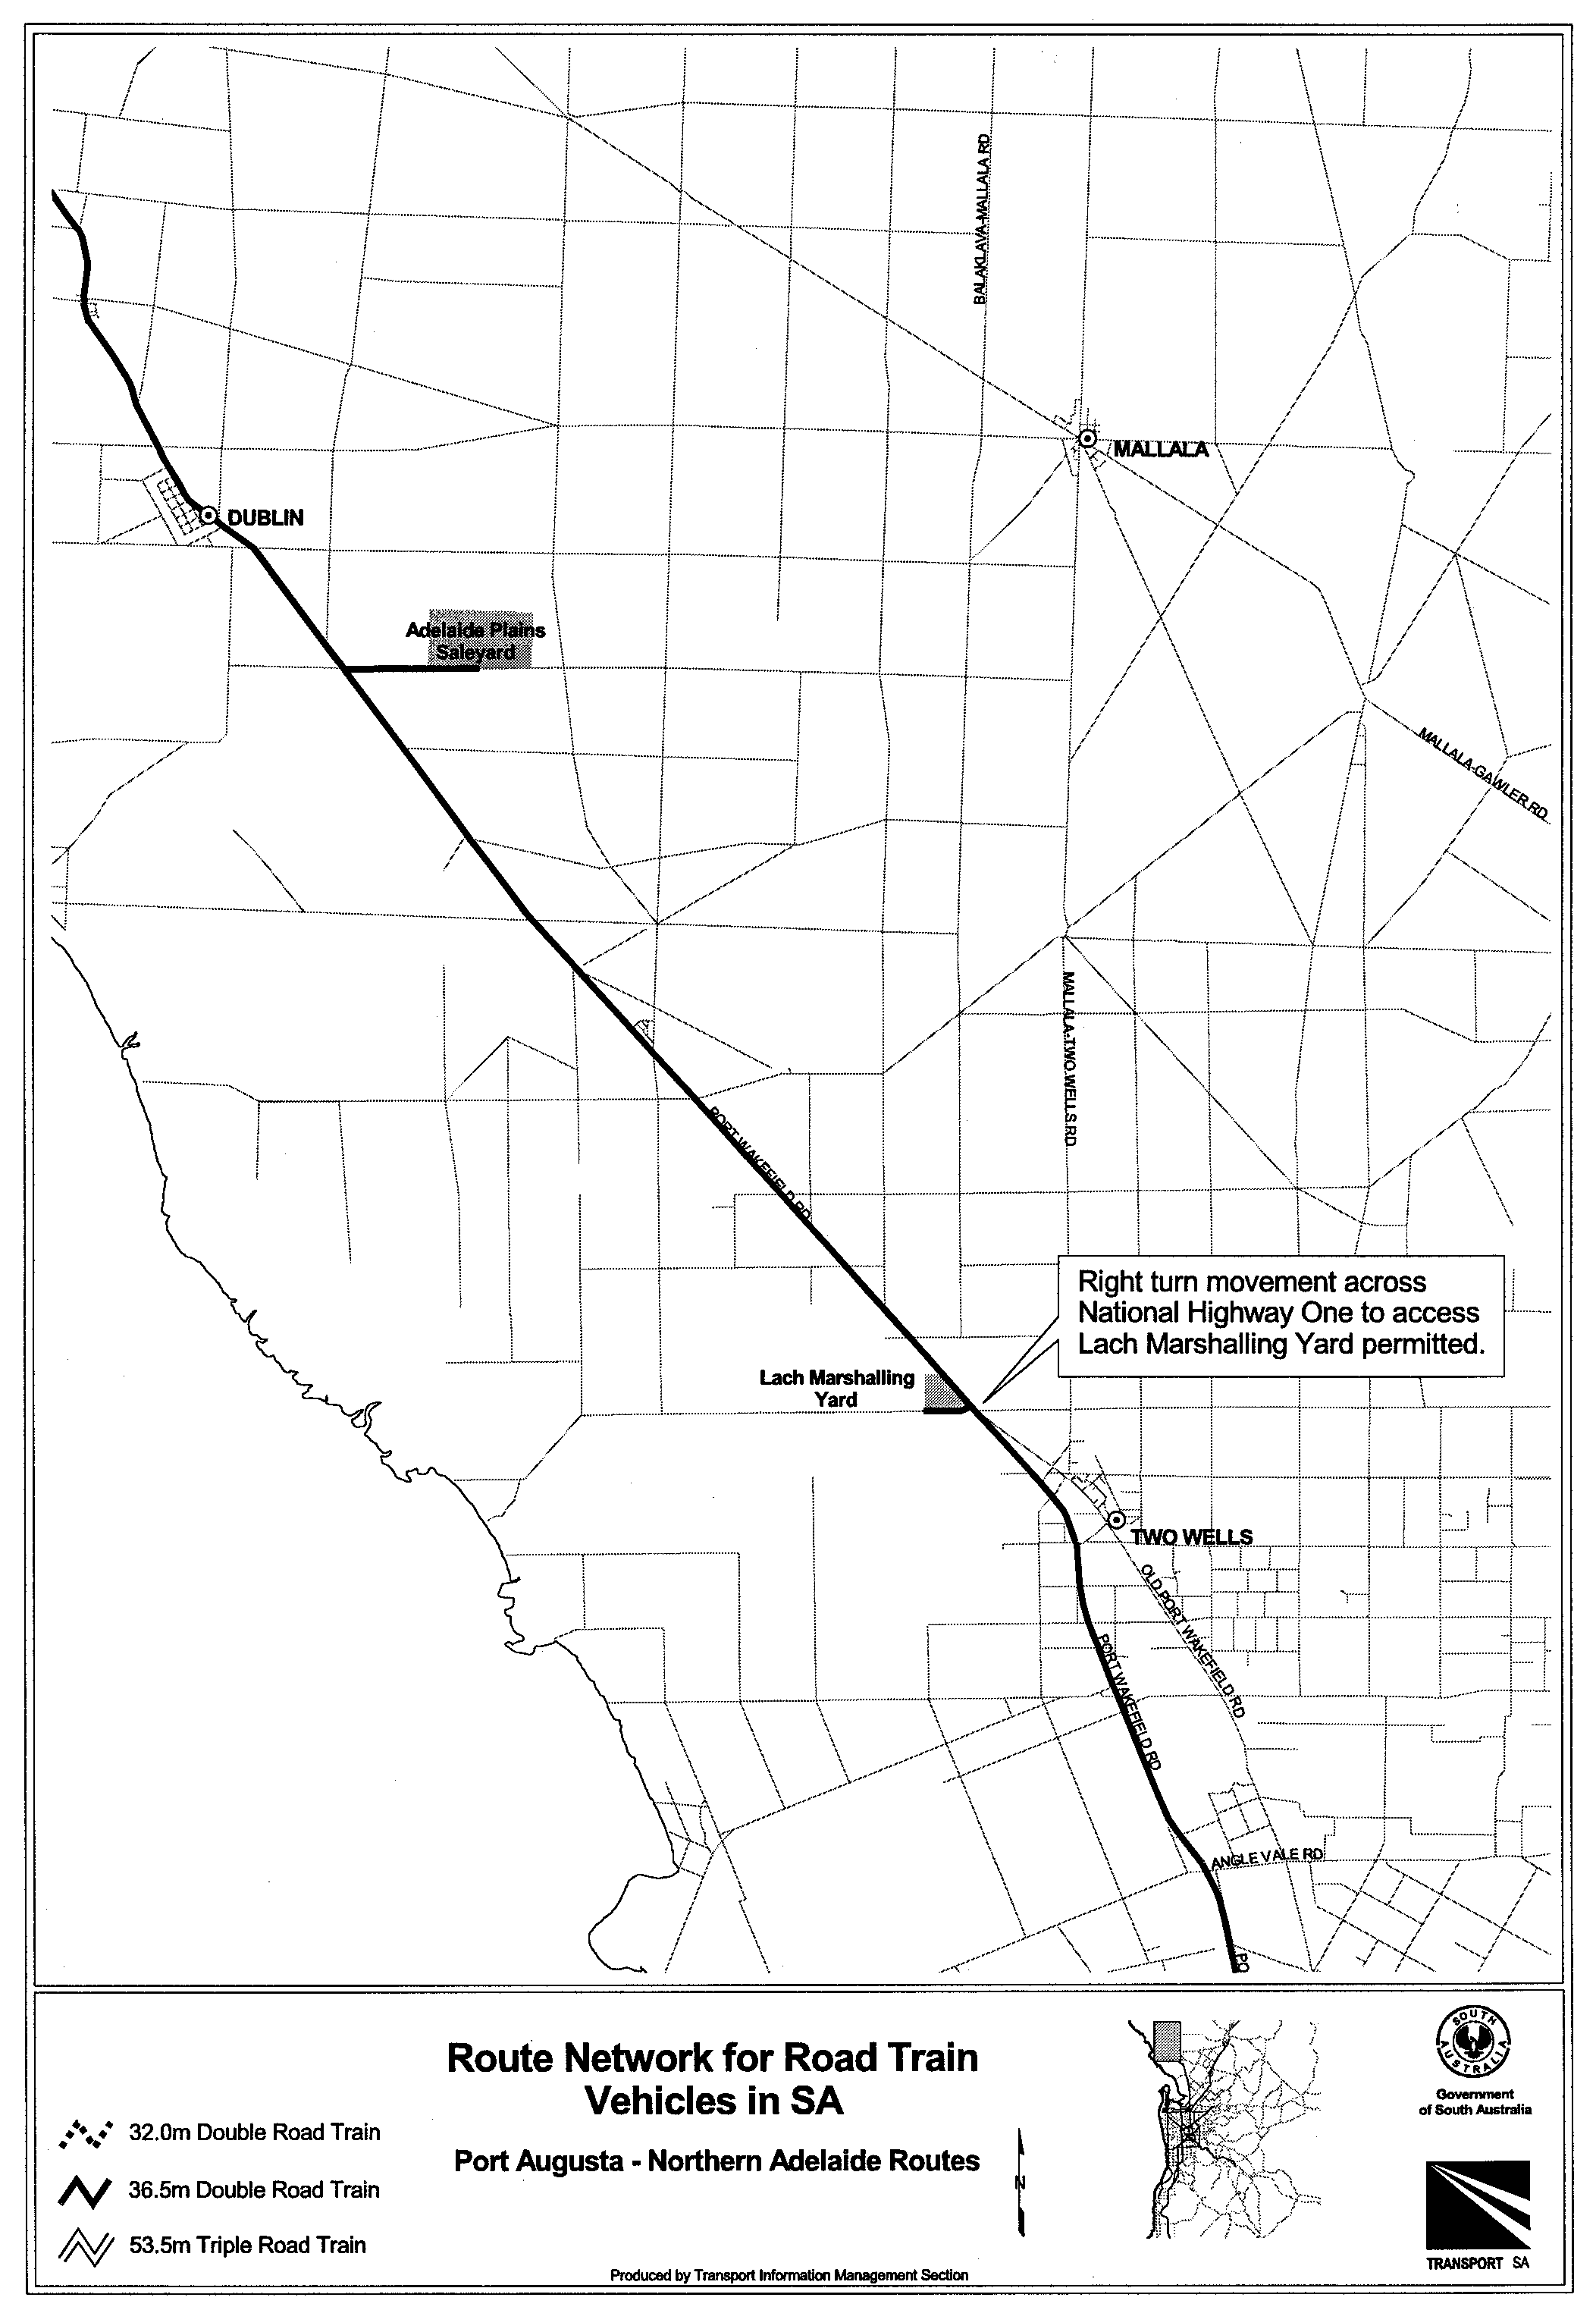 BALAKLAVA-MALLALA RD
MALLALA
DUBLIN
Adelaide Plains
Saleyard
MALLALA-GAWLER RD
MALLALA-TWO WELLS RD
PORT WAKEFIELD RD
Right turn movement across
National Highway One to access
Lach Marshalling Yard permitted.
Lach Marshalling
Yard
TWO WELLS
OLD PORT WAKEFIELD RD
PORT WAKEFIELD RD
ANGLE VALE RD
PO
Route Network for Road Train
Vehicles in SA
Port Augusta - Northern Adelaide Routes
32.0m Double Road Train
36.5m Double Road Train
53.5m Triple Road Train
N
SOUTH
AUSTRALIA
Government
of South Australia
TRANSPORT SA
Produced by Transport Information Management Section